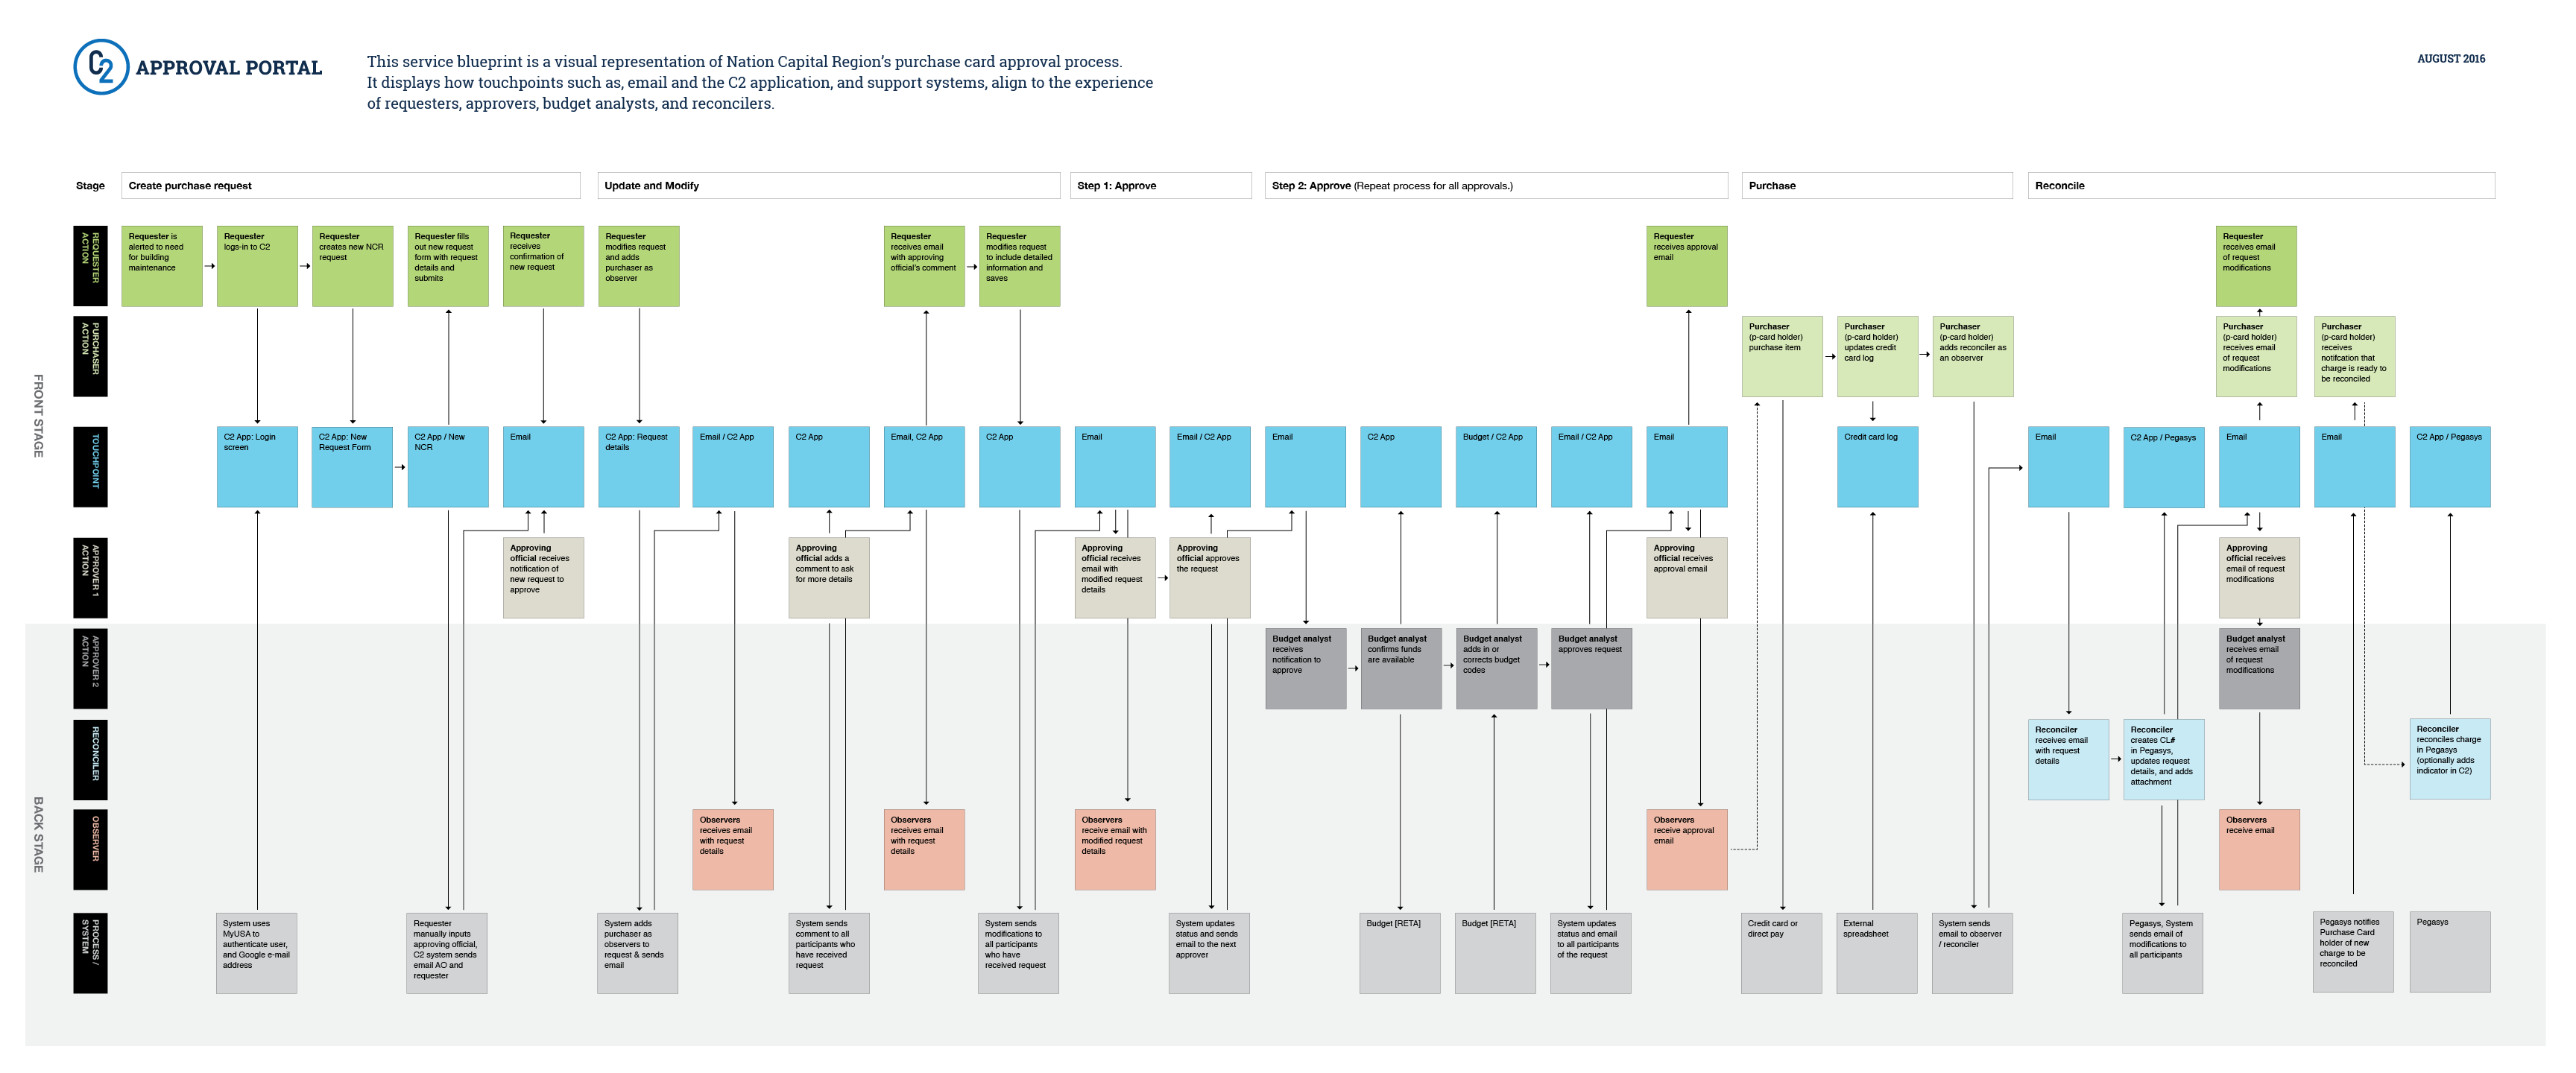 C2 APPROVAL PORTAL
This service blueprint is a visual representation of Nation Capital Region's purchase card approval process.
It displays how touchpoints such as, email and the C2 application, and support systems, align to the experience
of requesters, approvers, budget analysts, and reconcilers.
AUGUST 2016
Stage
Create purchase request
Update and Modify
Step 1: Approve
Step 2: Approve (Repeat process for all approvals.)
Purchase
Reconcile
FRONT STAGE
REQUESTER
ACTION
Requester is
alerted to need
for building
maintenance
Requester
logs-in to C2
Requester
creates new NCR
request
Requester fills
out new request
form with request
details and
submits
Requester
receives
confirmation of
new request
Requester
modifies request
and adds
purchaser as
observer
Requester
receives email
with approving
official's comment
Requester
modifies request
to include detailed
information and
saves
Requester
receives approval
email
Requester
receives email
of request
modifications
PURCHASER
ACTION
Purchaser
(p-card holder)
purchase item
Purchaser
(p-card holder)
updates credit
card log
Purchaser
(p-card holder)
adds reconciler as
an observer
Purchaser
(p-card holder)
receives email
of request
modifications
Purchaser
(p-card holder)
receives
notifcation that
charge is ready to
be reconciled
TOUCHPOINT
C2 App: Login
screen
C2 App: New
Request Form
C2 App / New
NCR
Email
C2 App: Request
details
Email / C2 App
C2 App
Email, C2 App
C2 App
Email
Email / C2 App
Email
C2 App
Budget / C2 App
Email / C2 App
Email
Credit card log
Email
C2 App / Pegasys
Email
Email
C2 App / Pegasys
APPROVER 1
ACTION
Approving
official receives
notification of
new request to
approve
Approving
official adds a
comment to ask
for more details
Approving
official receives
email with
modified request
details
Approving
official approves
the request
Approving
official receives
approval email
Approving
official receives
email of request
modifications
BACK STAGE
APPROVER 2
ACTION
Budget analyst
receives
notification to
approve
Budget analyst
confirms funds
are available
Budget analyst
adds in or
corrects budget
codes
Budget analyst
approves request
Budget analyst
receives email
of request
modifications
RECONCILER
Reconciler
receives email
with request
details
Reconciler
creates CL#
in Pegasys,
updates request
details, and adds
attachment
Reconciler
reconciles charge
in Pegasys
(optionally adds
indicator in C2)
OBSERVER
Observers
receives email
with request
details
Observers
receives email
with request
details
Observers
receive email with
modified request
details
Observers
receive approval
email
Observers
receive email
PROCESS /
SYSTEM
System uses
MyUSA to
authenticate user,
and Google e-mail
address
Requester
manually inputs
approving official,
C2 system sends
email AO and
requester
System adds
purchaser as
observers to
request & sends
email
System sends
comment to all
participants who
have received
request
System sends
modifications to
all participants
who have
received request
System updates
status and sends
email to the next
approver
Budget [RETA]
Budget [RETA]
System updates
status and email
to all participants
of the request
Credit card or
direct pay
External
spreadsheet
System sends
email to observer
/ reconciler
Pegasys, System
sends email of
modifications to
all participants
Pegasys notifies
Purchase Card
holder of new
charge to be
reconciled
Pegasys